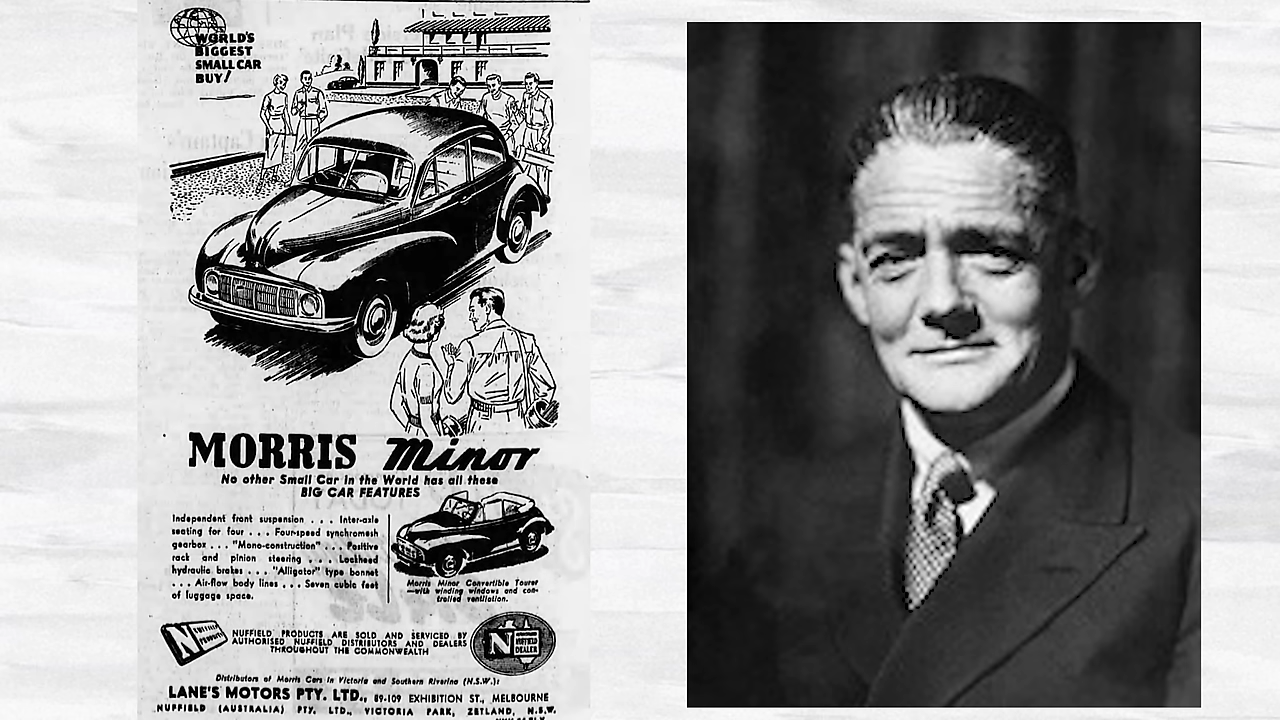 WORLD'S
BIGGEST
SMALL CAR
BUY!
MORRIS Minor
No other Small Car in the World has all these
BIG CAR FEATURES
Independent front suspension . . . Inter-axle
seating for four . . . Four-speed synchromesh
gearbox . . . "Mono-construction" . . . Positive
rack and pinion steering . . . Lockheed
hydraulic brakes . . . "Alligator" type bonnet
. . . Air-flow body lines . . . Seven cubic feet
of luggage space.
Morris Minor Convertible Tourer
—with winding windows and con-
trolled ventilation.
N NUFFIELD PRODUCTS
NUFFIELD PRODUCTS ARE SOLD AND SERVICED BY
AUTHORISED NUFFIELD DISTRIBUTORS AND DEALERS
THROUGHOUT THE COMMONWEALTH
N NUFFIELD DEALER
Distributors of Morris Cars in Victoria and Southern Riverina (N.S.W.):
LANE'S MOTORS PTY. LTD., 89-109 EXHIBITION ST., MELBOURNE
NUFFIELD (AUSTRALIA) PTY. LTD., VICTORIA PARK, ZETLAND, N.S.W.